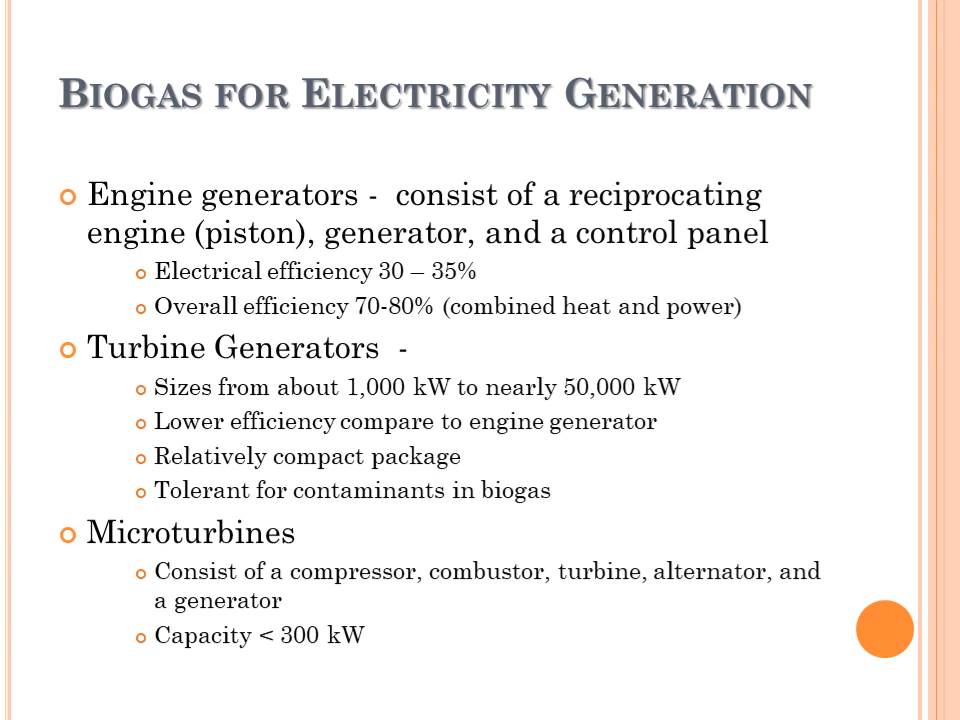 Biogas for Electricity Generation
Engine generators -  consist of a reciprocating
engine (piston), generator, and a control panel
Electrical efficiency 30 – 35%
Overall efficiency 70-80% (combined heat and power)
Turbine Generators  -
Sizes from about 1,000 kW to nearly 50,000 kW
Lower efficiency compare to engine generator
Relatively compact package
Tolerant for contaminants in biogas
Microturbines
Consist of a compressor, combustor, turbine, alternator, and
a generator
Capacity < 300 kW